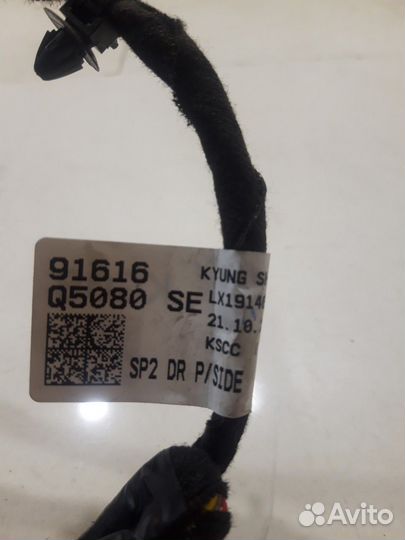 91616
Q5080 SE
KYUNG
21.10.
KSCC
SP2 DR P/SIDE
Avito